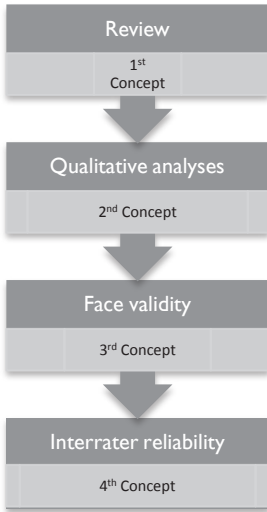 Review
1st
Concept
Qualitative analyses
2nd Concept
Face validity
3rd Concept
Interrater reliability
4th Concept